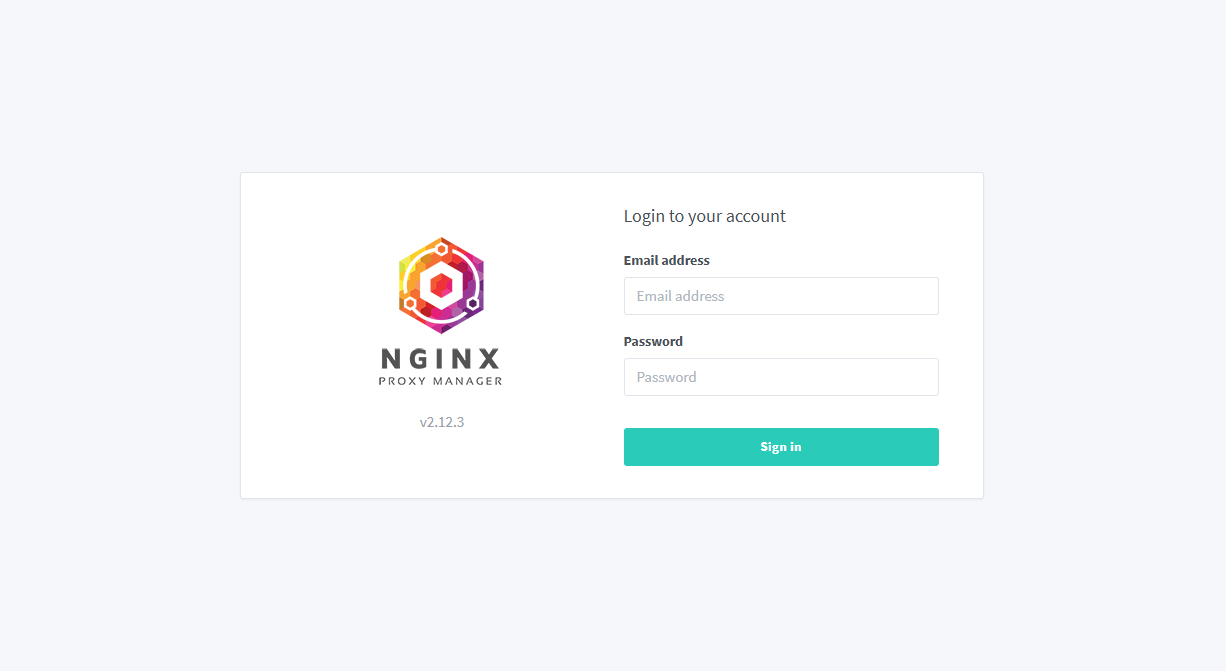 NGINX
PROXY MANAGER
v2.12.3
Login to your account
Email address
Email address
Password
Password
Sign in